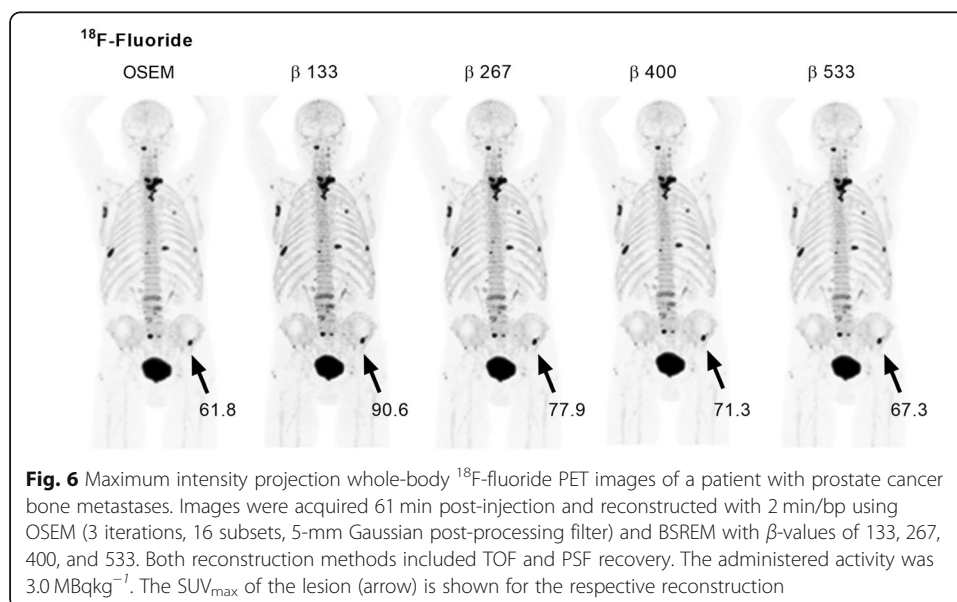 ¹⁸F-Fluoride
OSEM β 133 β 267 β 400 β 533
61.8 90.6 77.9 71.3 67.3
Fig. 6 Maximum intensity projection whole-body ¹⁸F-fluoride PET images of a patient with prostate cancer
bone metastases. Images were acquired 61 min post-injection and reconstructed with 2 min/bp using
OSEM (3 iterations, 16 subsets, 5-mm Gaussian post-processing filter) and BSREM with β-values of 133, 267,
400, and 533. Both reconstruction methods included TOF and PSF recovery. The administered activity was
3.0 MBqkg⁻¹. The SUVmax of the lesion (arrow) is shown for the respective reconstruction